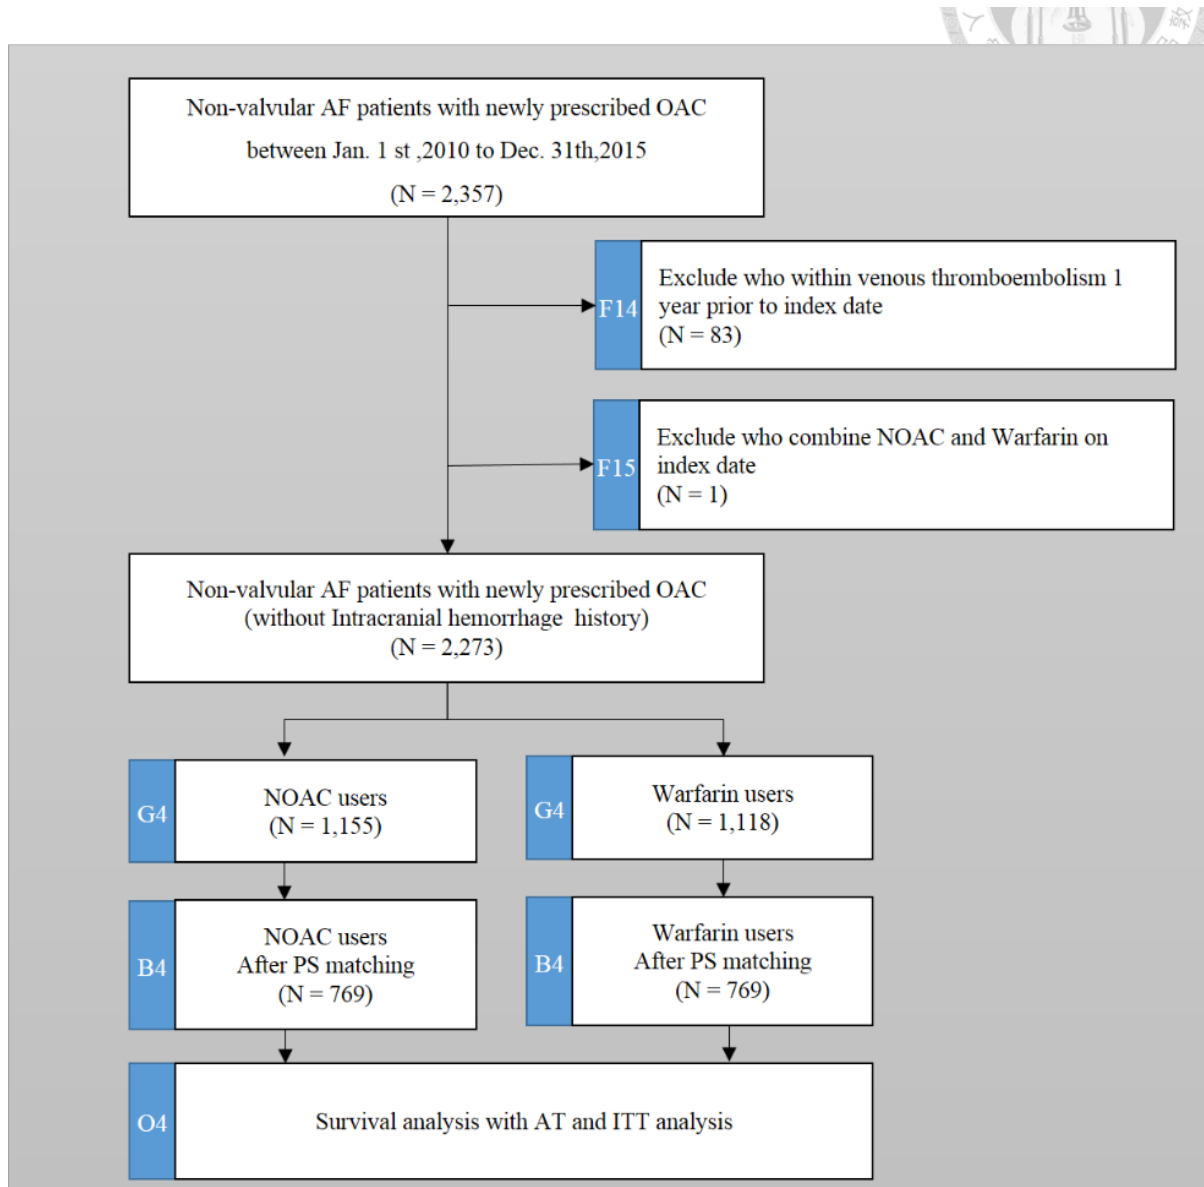 Non-valvular AF patients with newly prescribed OAC
between Jan. 1 st ,2010 to Dec. 31th,2015
(N = 2,357)
F14
Exclude who within venous thromboembolism 1
year prior to index date
(N = 83)
F15
Exclude who combine NOAC and Warfarin on
index date
(N = 1)
Non-valvular AF patients with newly prescribed OAC
(without Intracranial hemorrhage history)
(N = 2,273)
G4
NOAC users
(N = 1,155)
G4
Warfarin users
(N = 1,118)
B4
NOAC users
After PS matching
(N = 769)
B4
Warfarin users
After PS matching
(N = 769)
O4
Survival analysis with AT and ITT analysis